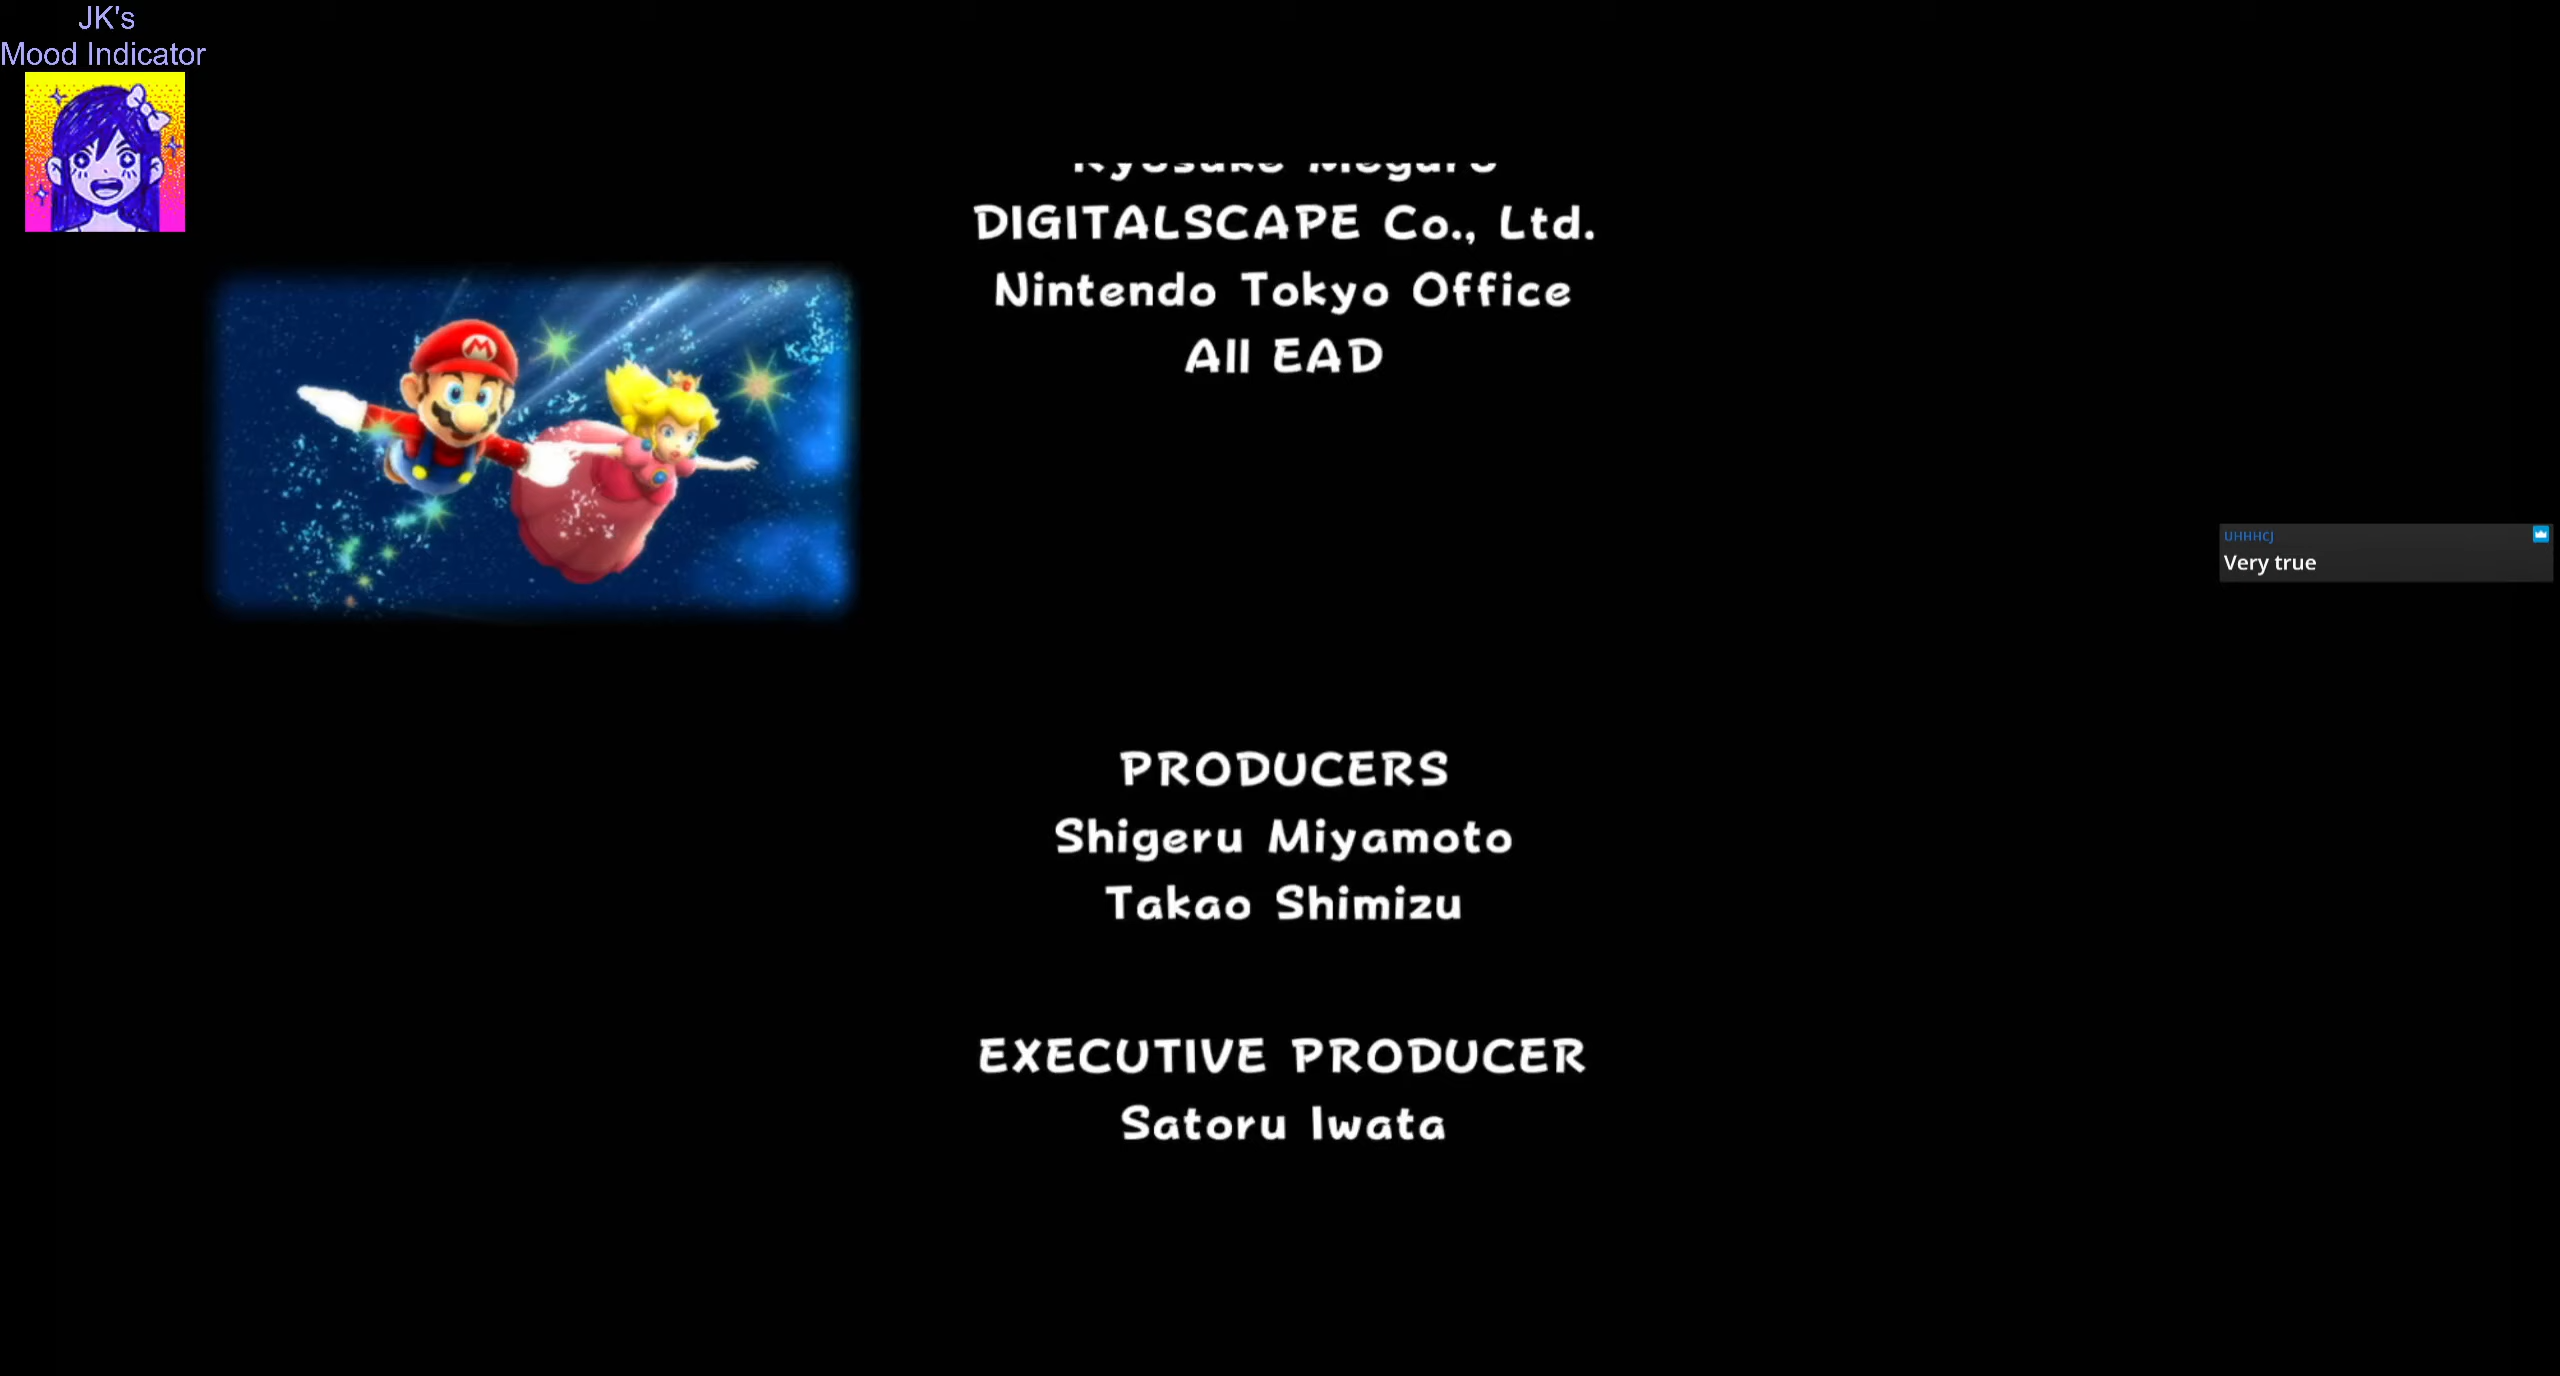 JK's
Mood Indicator
DIGITALSCAPE Co., Ltd.
Nintendo Tokyo Office
All EAD
UHHHCJ
Very true
PRODUCERS
Shigeru Miyamoto
Takao Shimizu
EXECUTIVE PRODUCER
Satoru Iwata